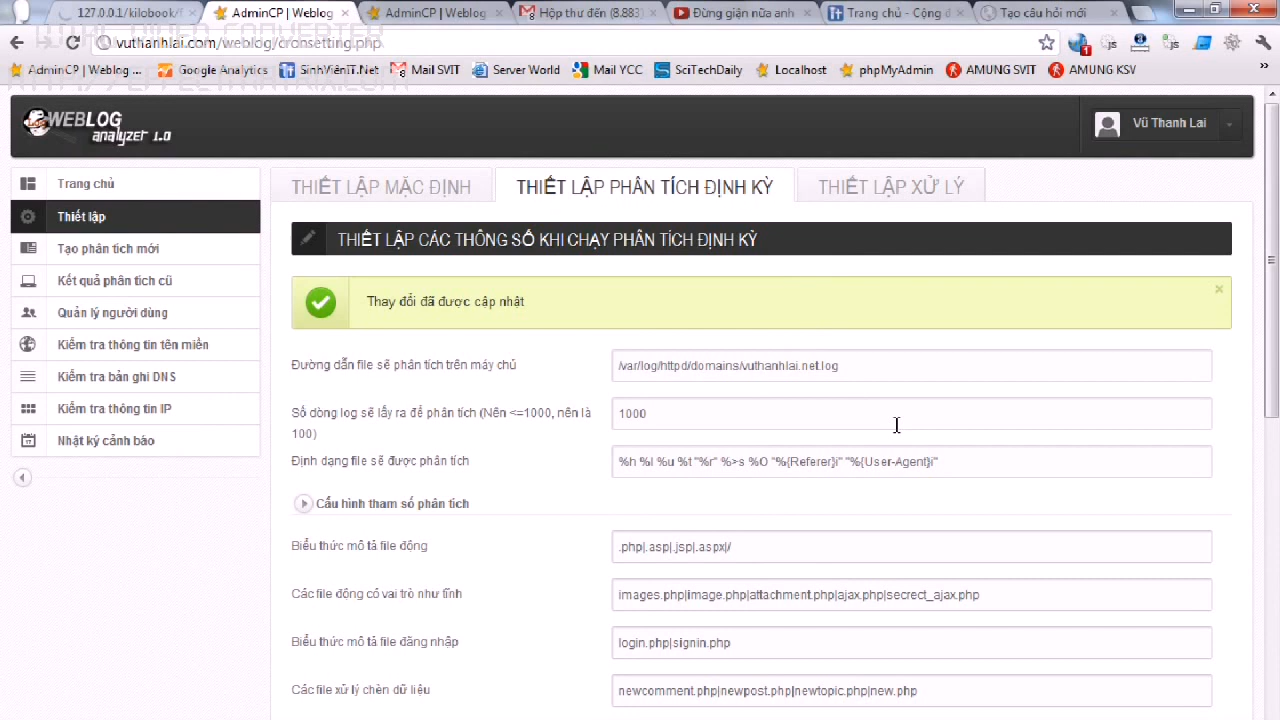 127.0.0.1/kilobook/
AdminCP | Weblog
AdminCP | Weblog
Hộp thư đến (8.883)
Đừng giận nữa anh
Trang chủ - Cộng đ
Tạo câu hỏi mới
vuthanhlai.com/weblog/cronsetting.php
AdminCP | Weblog ...
Google Analytics
SinhViênIT.Net
Mail SVIT
Server World
Mail YCC
SciTechDaily
Localhost
phpMyAdmin
AMUNG SVIT
AMUNG KSV
WEBLOG
analyzer 1.0
Vũ Thanh Lai
Trang chủ
Thiết lập
Tạo phân tích mới
Kết quả phân tích cũ
Quản lý người dùng
Kiểm tra thông tin tên miền
Kiểm tra bản ghi DNS
Kiểm tra thông tin IP
Nhật ký cảnh báo
THIẾT LẬP MẶC ĐỊNH
THIẾT LẬP PHÂN TÍCH ĐỊNH KỲ
THIẾT LẬP XỬ LÝ
THIẾT LẬP CÁC THÔNG SỐ KHI CHẠY PHÂN TÍCH ĐỊNH KỲ
Thay đổi đã được cập nhật
Đường dẫn file sẽ phân tích trên máy chủ
/var/log/httpd/domains/vuthanhlai.net.log
Số dòng log sẽ lấy ra để phân tích (Nên <=1000, nên là
100)
1000
Định dạng file sẽ được phân tích
%h %l %u %t "%r" %>s %O "%{Referer}i" "%{User-Agent}i"
Cấu hình tham số phân tích
Biểu thức mô tả file động
.php|.asp|.jsp|.aspx|/
Các file động có vai trò như tĩnh
images.php|image.php|attachment.php|ajax.php|secrect_ajax.php
Biểu thức mô tả file đăng nhập
login.php|signin.php
Các file xử lý chèn dữ liệu
newcomment.php|newpost.php|newtopic.php|new.php